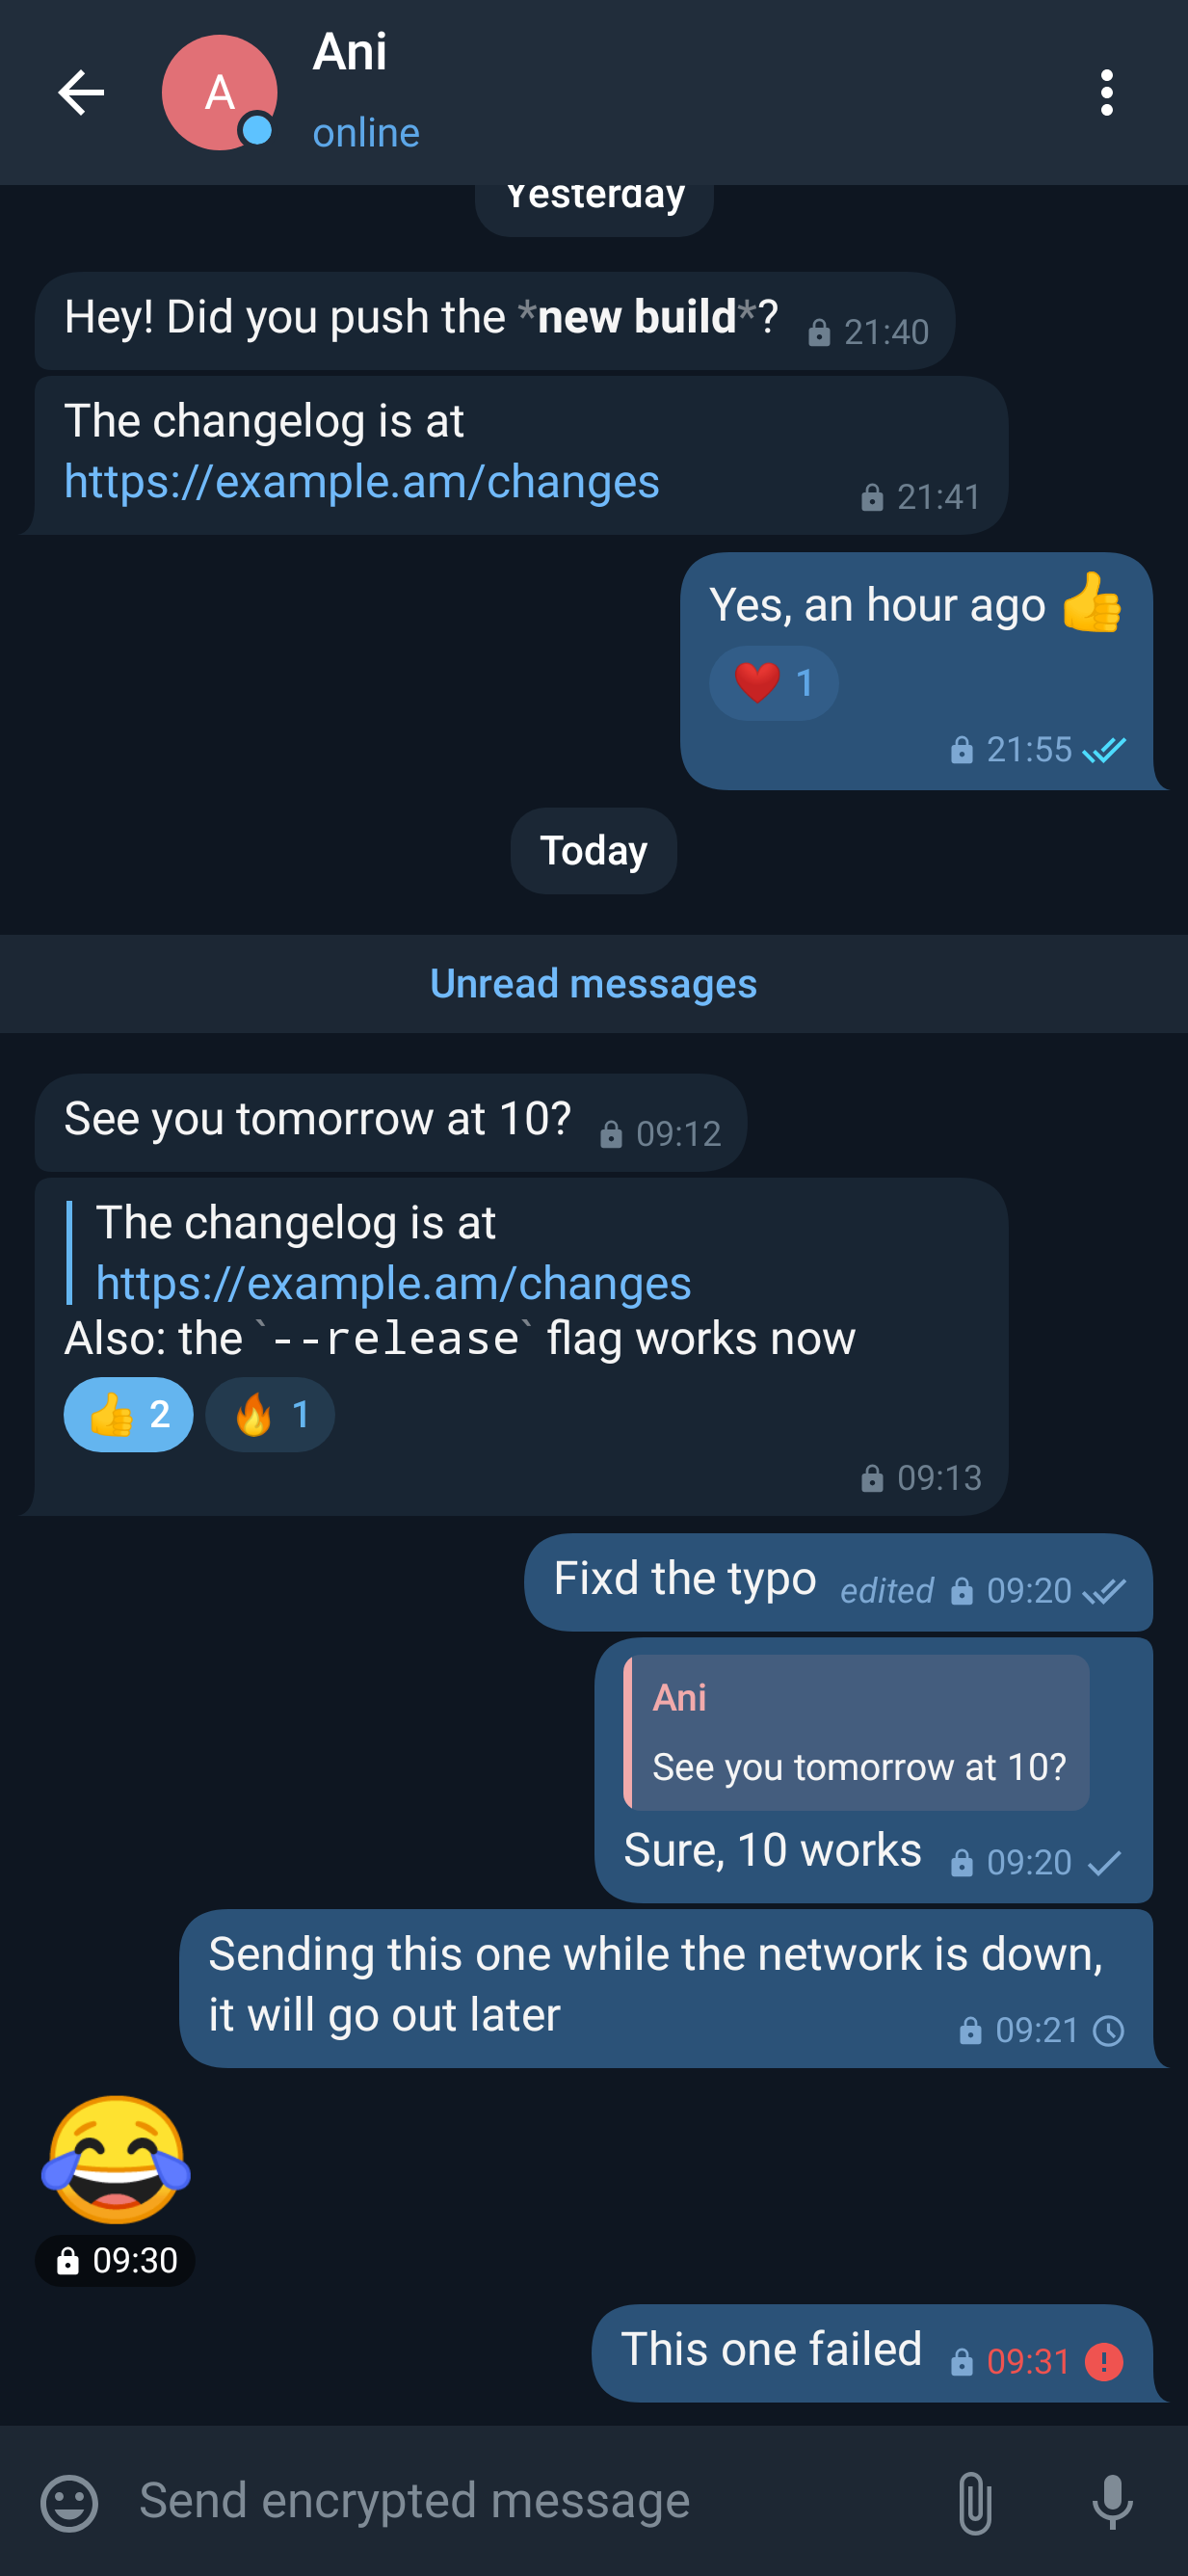 A
Ani
online
Yesterday
Hey! Did you push the *new build*? 21:40
The changelog is at
https://example.am/changes 21:41
Yes, an hour ago 👍
❤️ 1
21:55
Today
Unread messages
See you tomorrow at 10? 09:12
The changelog is at
https://example.am/changes
Also: the `--release` flag works now
👍 2 🔥 1
09:13
Fixd the typo edited 09:20
Ani
See you tomorrow at 10?
Sure, 10 works 09:20
Sending this one while the network is down,
it will go out later 09:21
😂
09:30
This one failed 09:31
Send encrypted message